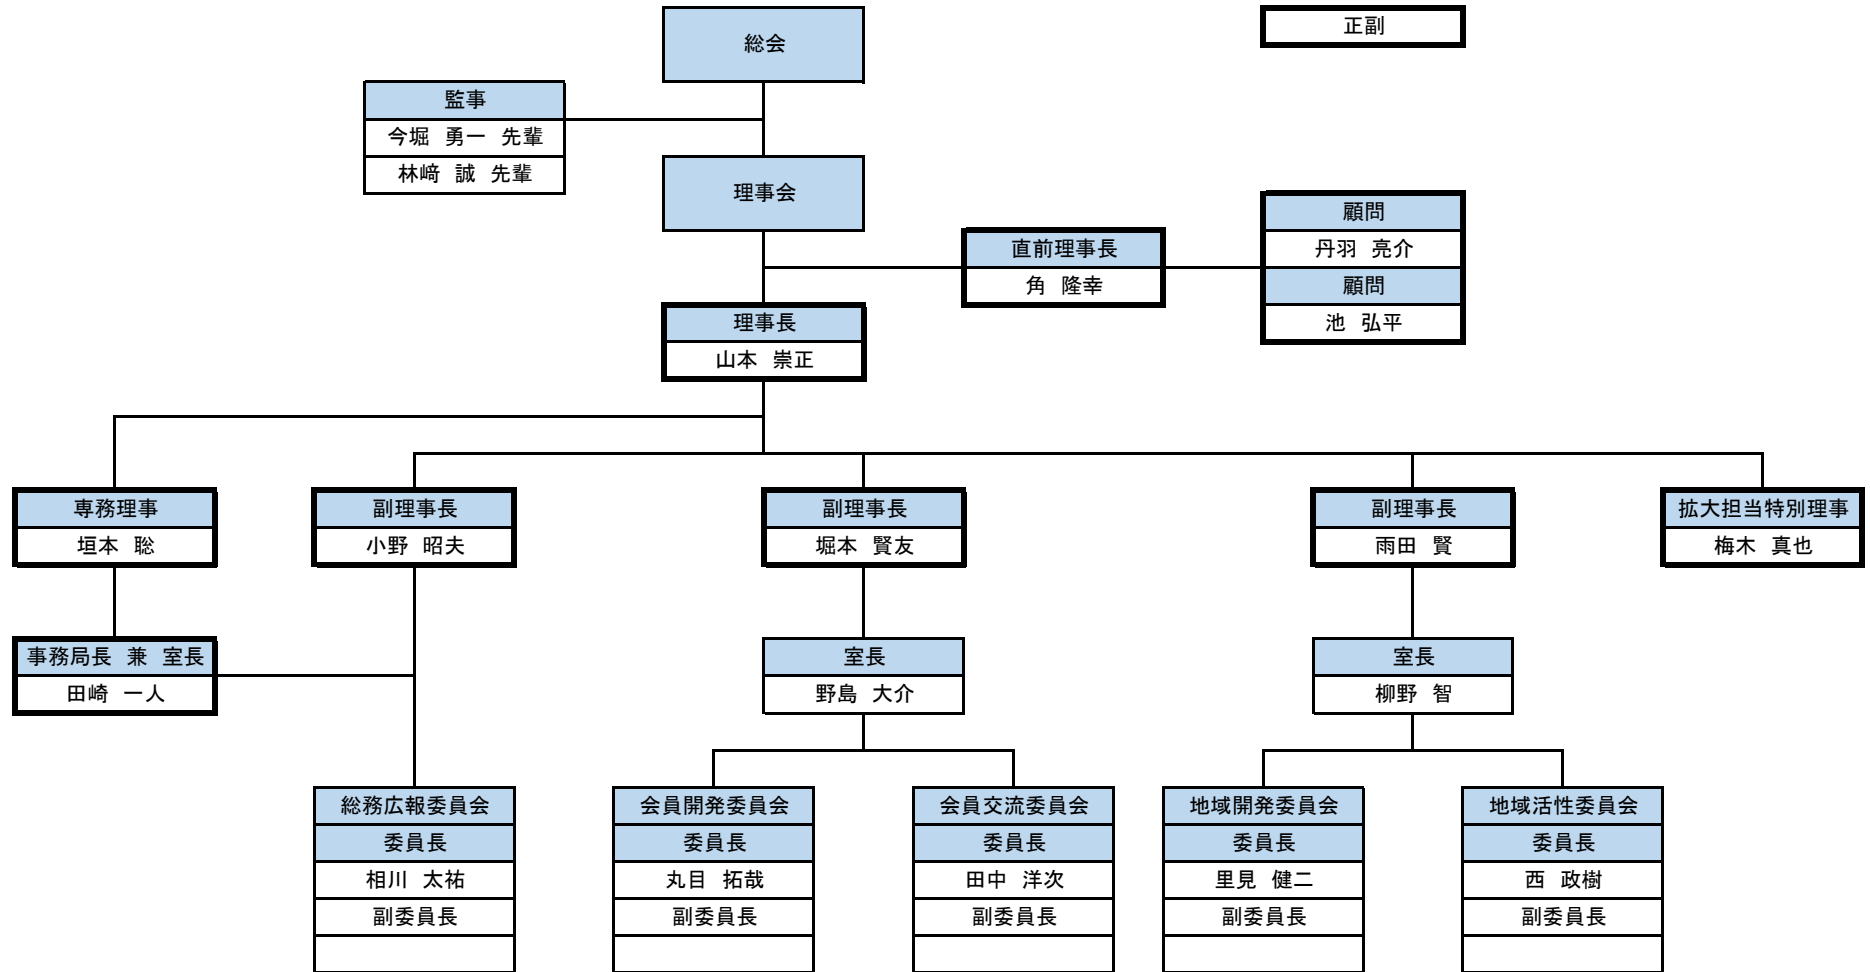 総会
正副
監事
今堀 勇一 先輩
林﨑 誠 先輩
理事会
直前理事長
角 隆幸
顧問
丹羽 亮介
顧問
池 弘平
理事長
山本 崇正
専務理事
垣本 聡
副理事長
小野 昭夫
副理事長
堀本 賢友
副理事長
雨田 賢
拡大担当特別理事
梅木 真也
事務局長 兼 室長
田崎 一人
室長
野島 大介
室長
柳野 智
総務広報委員会
委員長
相川 太祐
副委員長
会員開発委員会
委員長
丸目 拓哉
副委員長
会員交流委員会
委員長
田中 洋次
副委員長
地域開発委員会
委員長
里見 健二
副委員長
地域活性委員会
委員長
西 政樹
副委員長